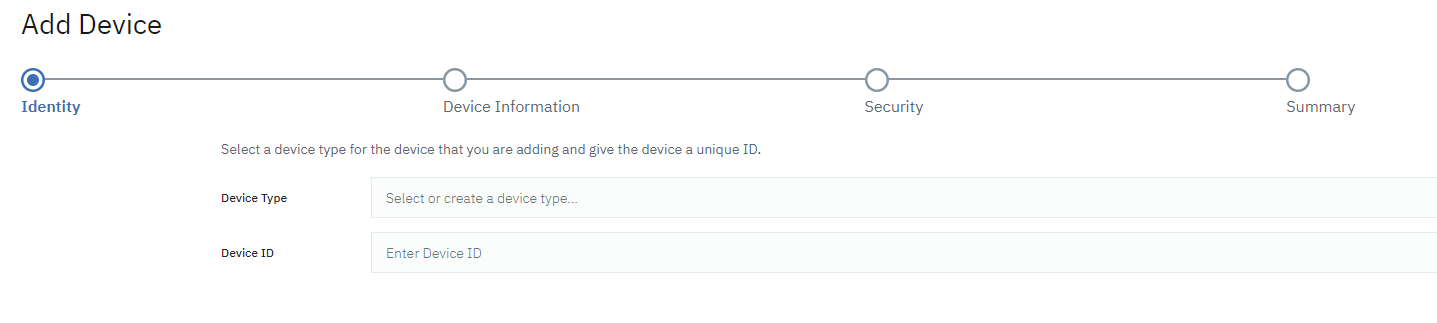 Add Device
Identity Device Information Security Summary
Select a device type for the device that you are adding and give the device a unique ID.
Device Type Select or create a device type...
Device ID Enter Device ID